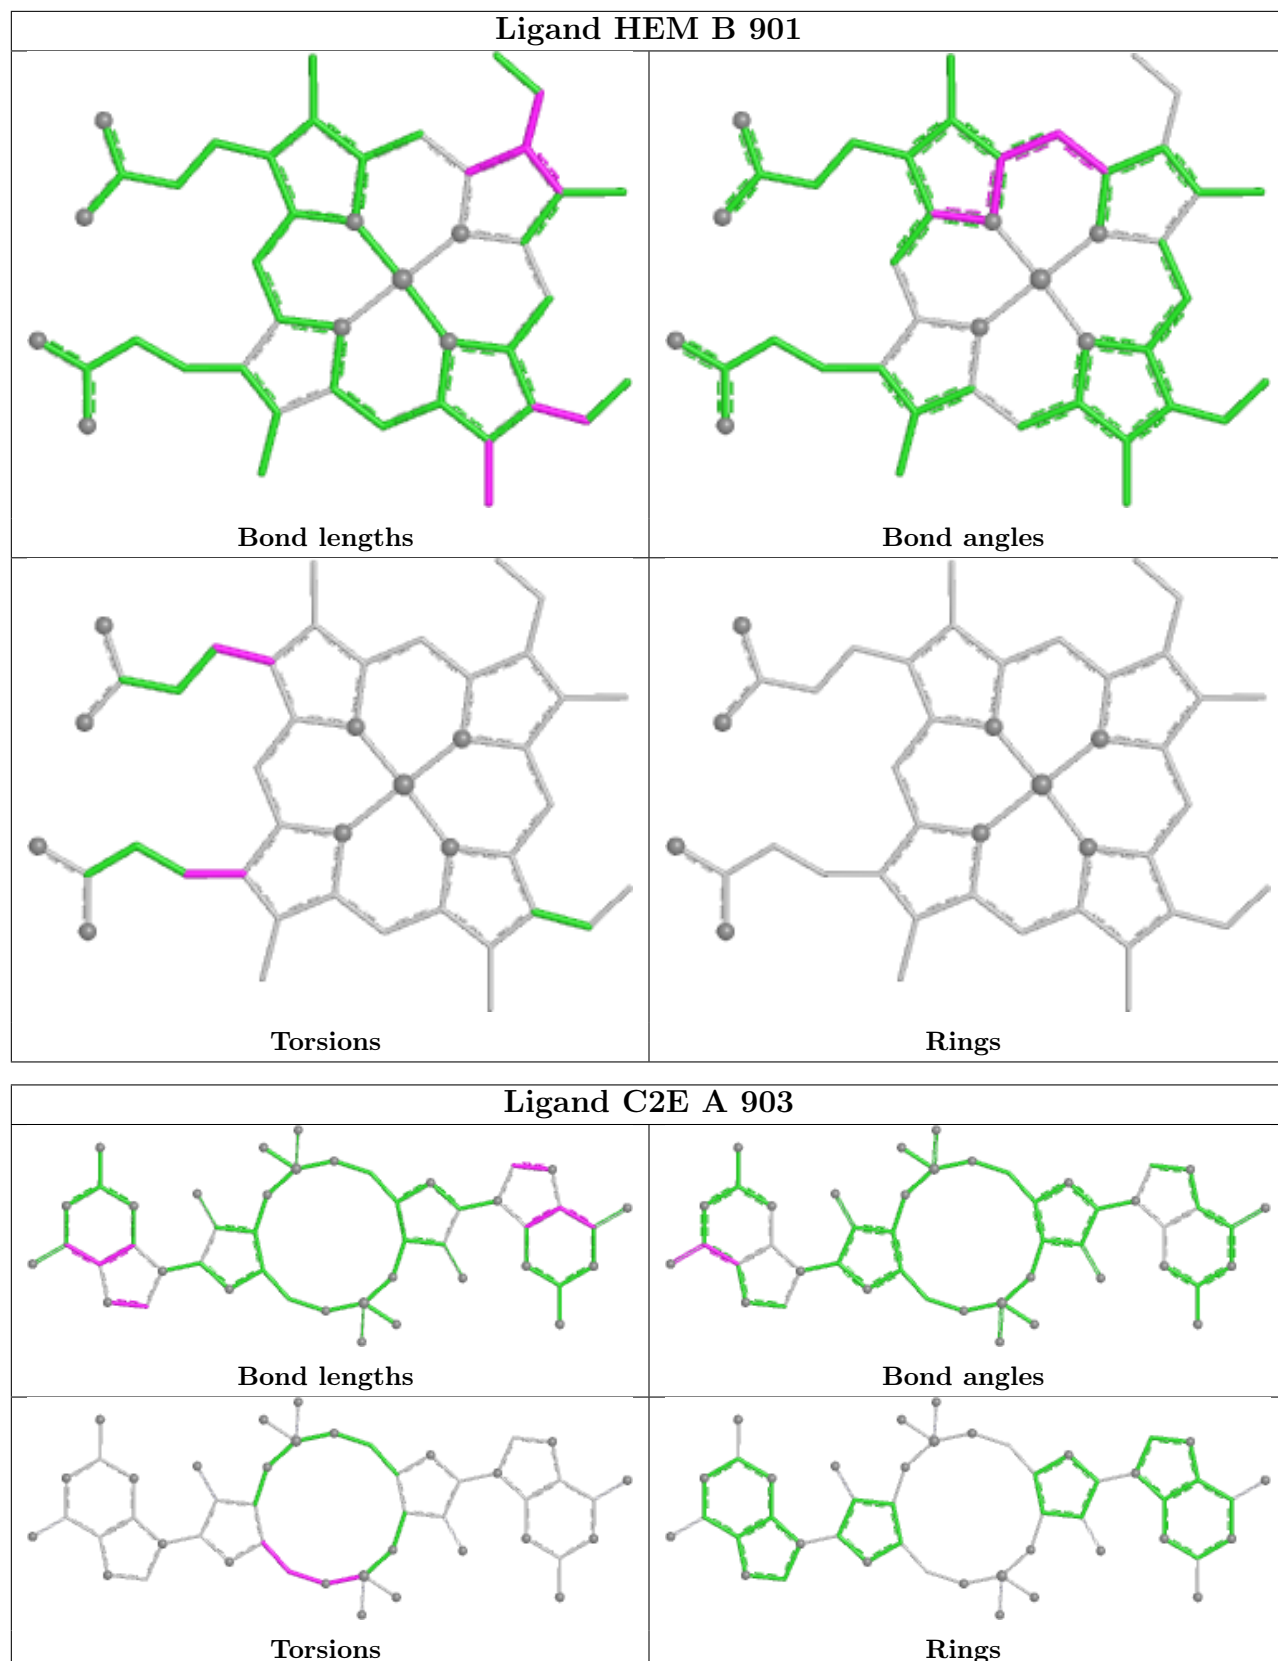 Ligand HEM B 901
Bond lengths
Bond angles
Torsions
Rings
Ligand C2E A 903
Bond lengths
Bond angles
Torsions
Rings